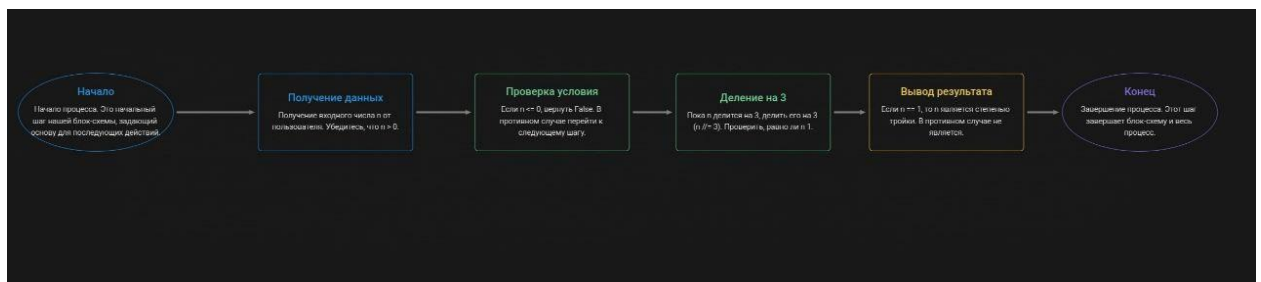 Начало
Начало процесса. Это начальный
шаг нашей блок-схемы, задающий
основу для последующих действий.
Получение данных
Получение входного числа n от
пользователя. Убедитесь, что n > 0.
Проверка условия
Если n <= 0, вернуть False. В
противном случае перейти к
следующему шагу.
Деление на 3
Пока n делится на 3, делить его на 3
(n //= 3). Проверить, равно ли n 1.
Вывод результата
Если n == 1, то n является степенью
тройки. В противном случае не
является.
Конец
Завершение процесса. Этот шаг
завершает блок-схему и весь
процесс.